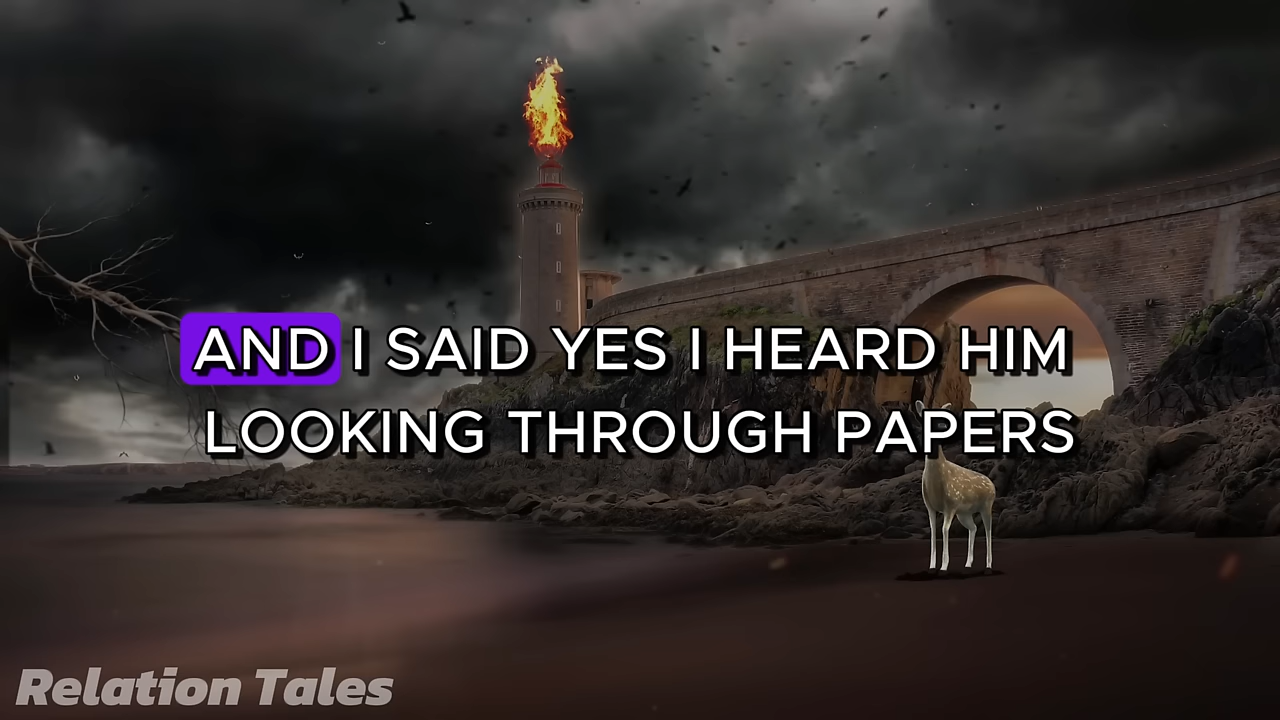 AND I SAID YES I HEARD HIM
LOOKING THROUGH PAPERS
Relation Tales